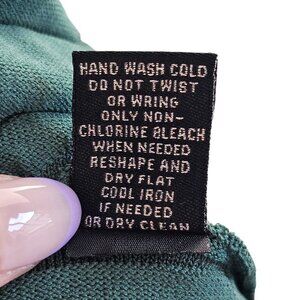 HAND WASH COLD
DO NOT TWIST
OR WRING
ONLY NON-
CHLORINE BLEACH
WHEN NEEDED
RESHAPE AND
DRY FLAT
COOL IRON
IF NEEDED
OR DRY CLEAN